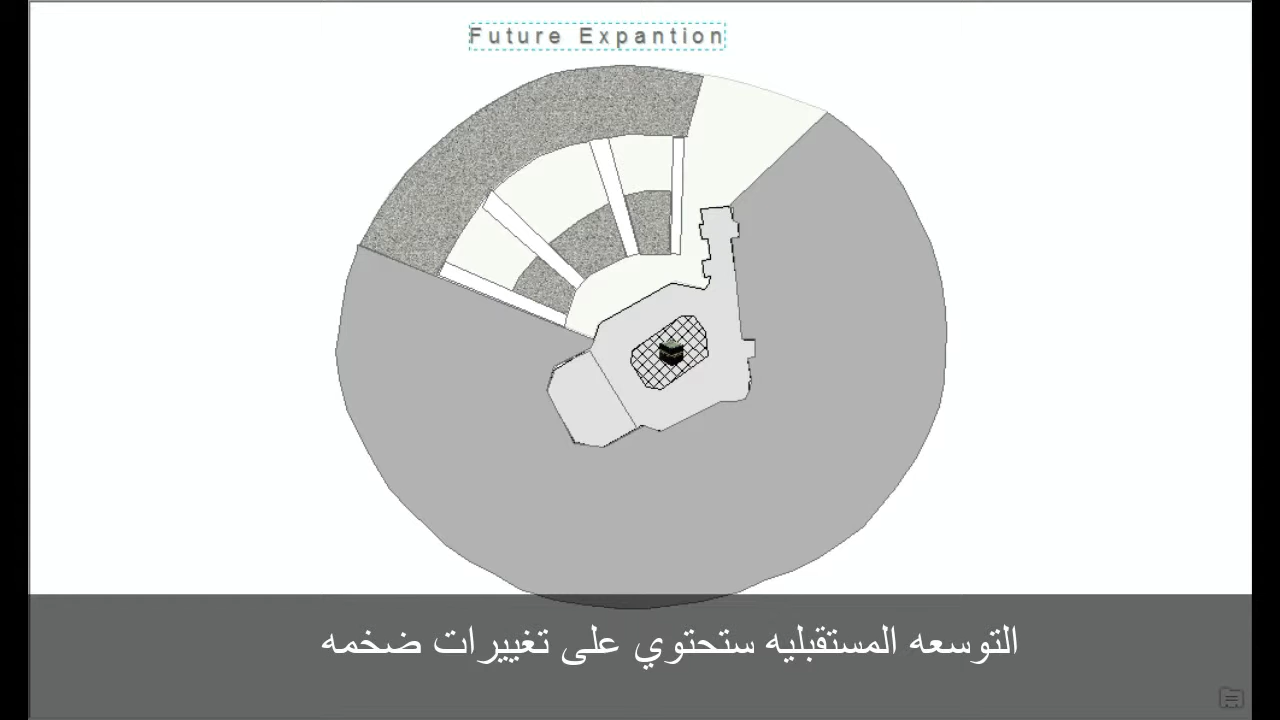 Future Expantion
التوسعه المستقبليه ستحتوي على تغييرات ضخمه